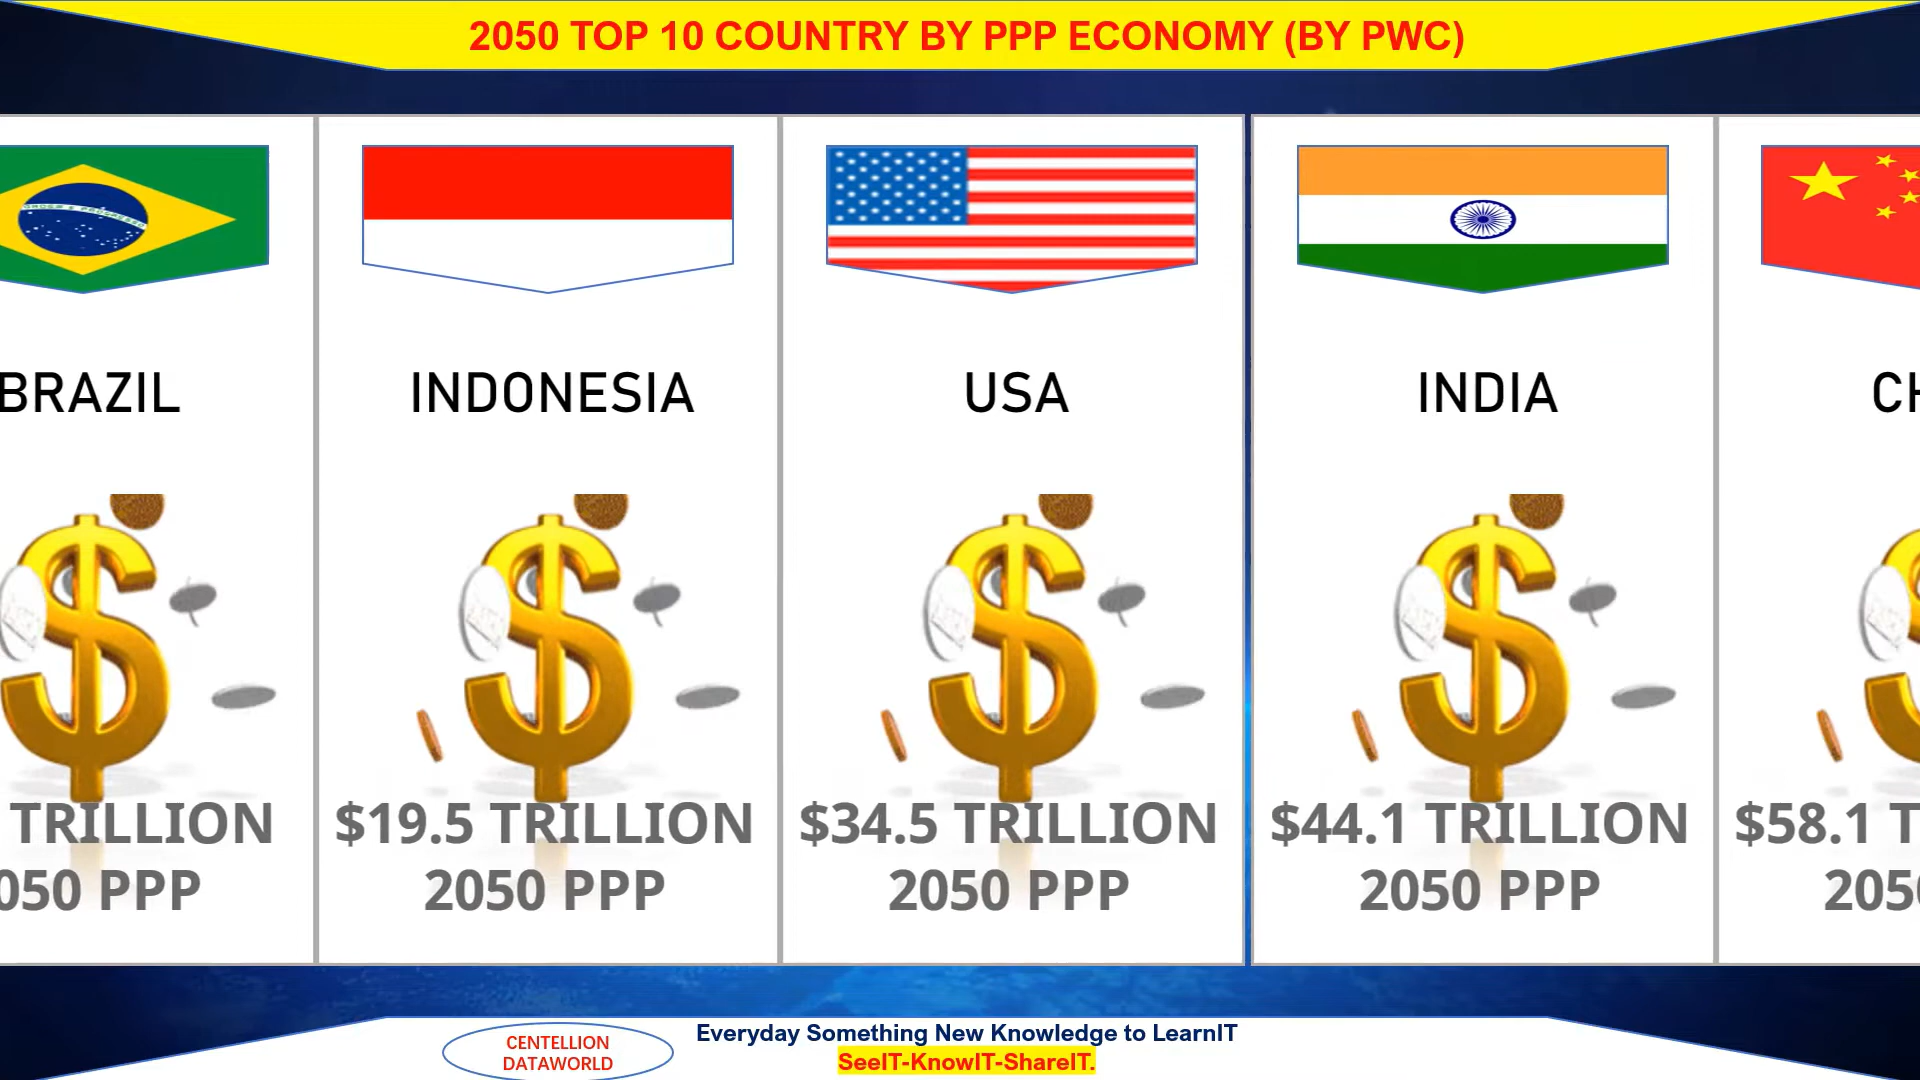 2050 TOP 10 COUNTRY BY PPP ECONOMY (BY PWC)
BRAZIL
INDONESIA
USA
INDIA
TRILLION
2050 PPP
$19.5 TRILLION
2050 PPP
$34.5 TRILLION
2050 PPP
$44.1 TRILLION
2050 PPP
$58.1 T
205
CENTELLION
DATAWORLD
Everyday Something New Knowledge to LearnIT
SeeIT-KnowIT-ShareIT.